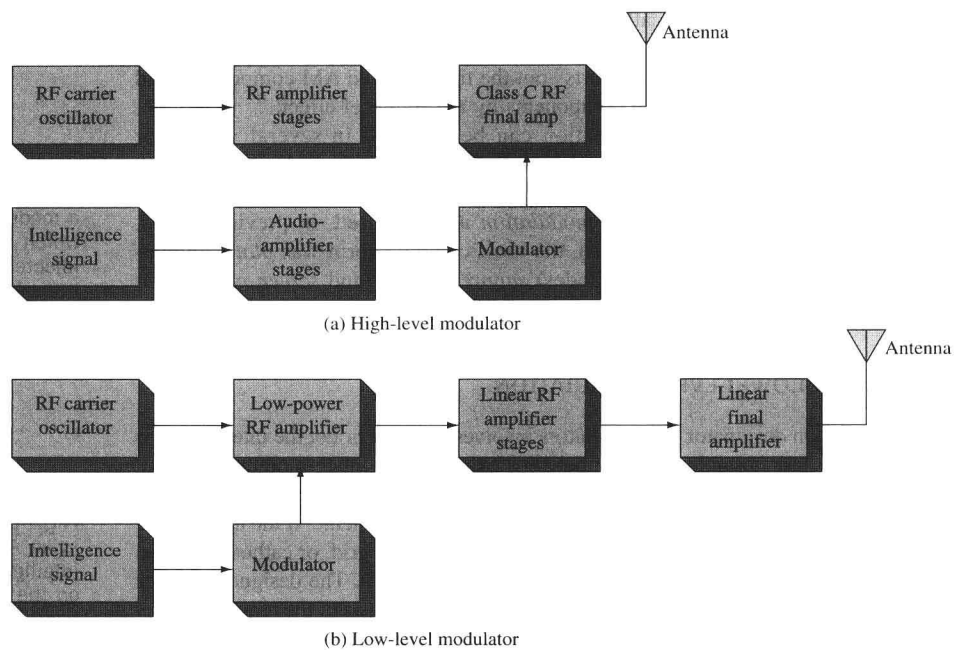 Antenna
RF carrier
oscillator
RF amplifier
stages
Class C RF
final amp
Intelligence
signal
Audio-
amplifier
stages
Modulator
(a) High-level modulator
Antenna
RF carrier
oscillator
Low-power
RF amplifier
Linear RF
amplifier
stages
Linear
final
amplifier
Intelligence
signal
Modulator
(b) Low-level modulator